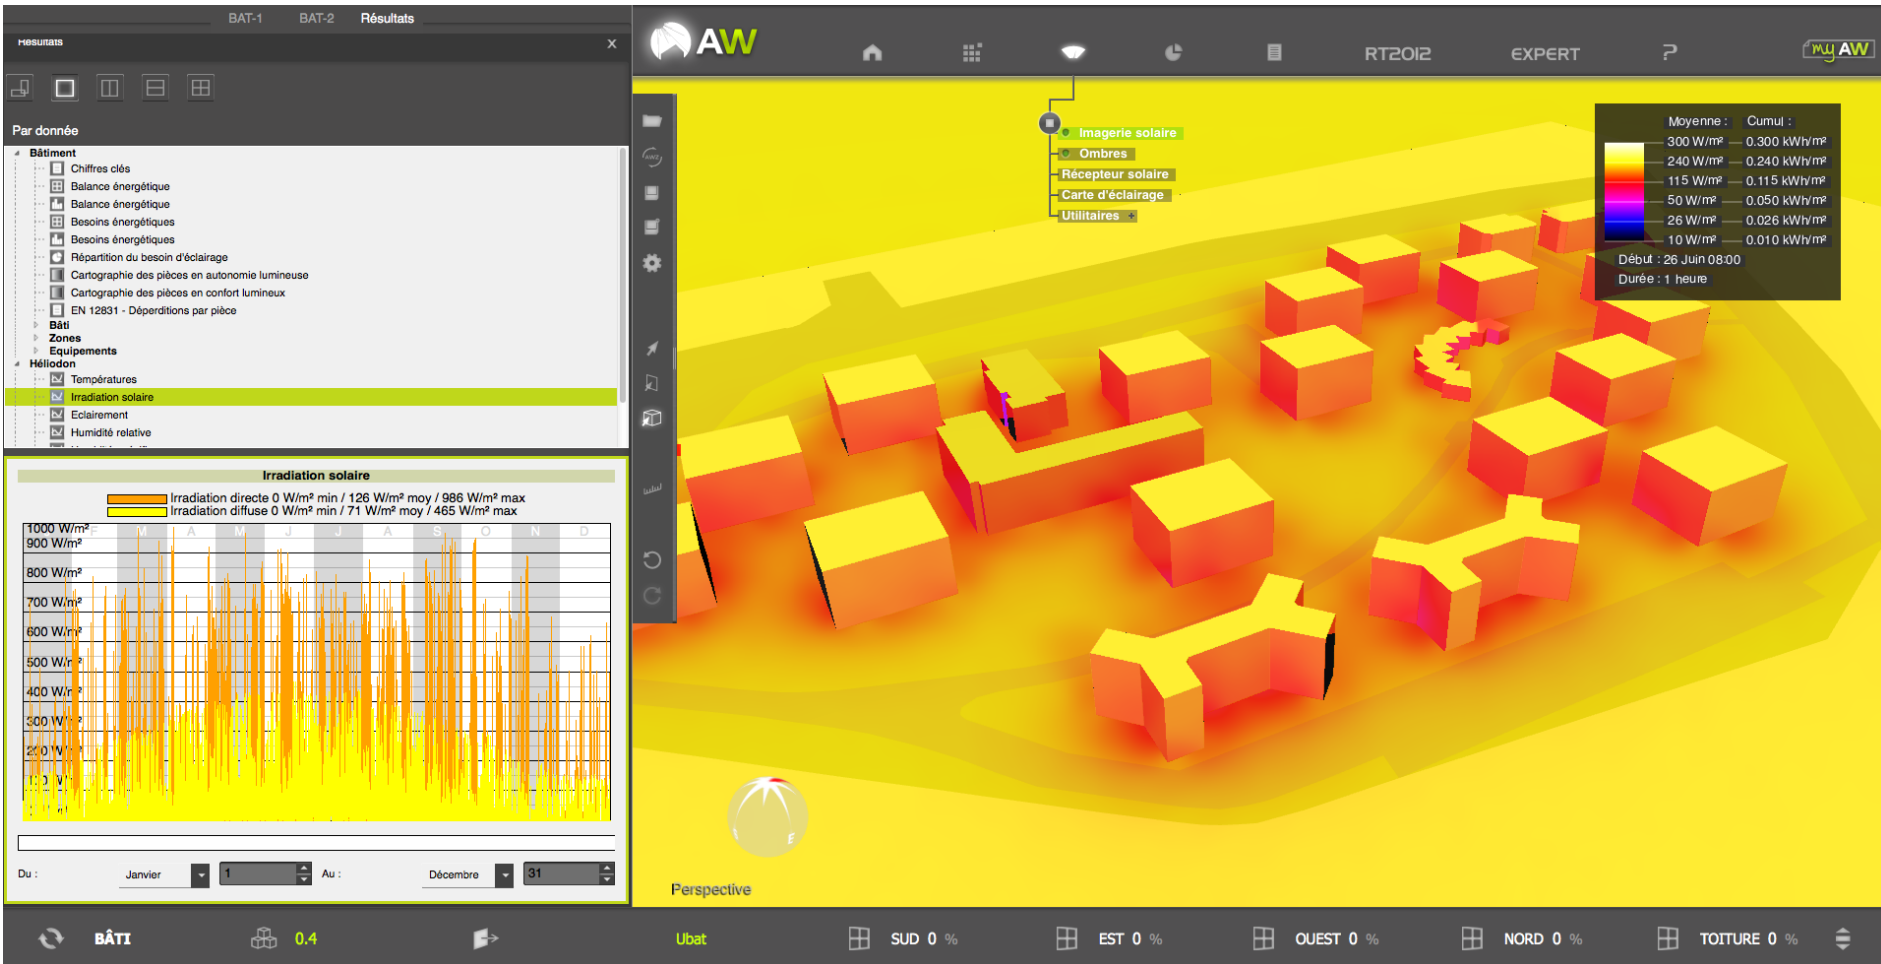 BAT-1 BAT-2 Résultats
Résultats X
Par donnée
Bâtiment
Chiffres clés
Balance énergétique
Balance énergétique
Besoins énergétiques
Besoins énergétiques
Répartition du besoin d'éclairage
Cartographie des pièces en autonomie lumineuse
Cartographie des pièces en confort lumineux
EN 12831 - Déperditions par pièce
Bâti
Zones
Equipements
Héliodon
Températures
Irradiation solaire
Eclairement
Humidité relative
Irradiation solaire
Irradiation directe 0 W/m² min / 126 W/m² moy / 986 W/m² max
Irradiation diffuse 0 W/m² min / 71 W/m² moy / 465 W/m² max
1000 W/m² F M A M J J A S O N D
900 W/m²
800 W/m²
700 W/m²
600 W/m²
500 W/m²
400 W/m²
300 W/m²
200 W/m²
Du : Janvier 1 Au : Décembre 31
AW RT2012 EXPERT ? my AW
Imagerie solaire
Ombres
Récepteur solaire
Carte d'éclairage
Utilitaires +
Moyenne : Cumul :
300 W/m² 0.300 kWh/m²
240 W/m² 0.240 kWh/m²
115 W/m² 0.115 kWh/m²
50 W/m² 0.050 kWh/m²
26 W/m² 0.026 kWh/m²
10 W/m² 0.010 kWh/m²
Début : 26 Juin 08:00
Durée : 1 heure
E
Perspective
BÂTI 0.4 Ubat SUD 0 % EST 0 % OUEST 0 % NORD 0 % TOITURE 0 %